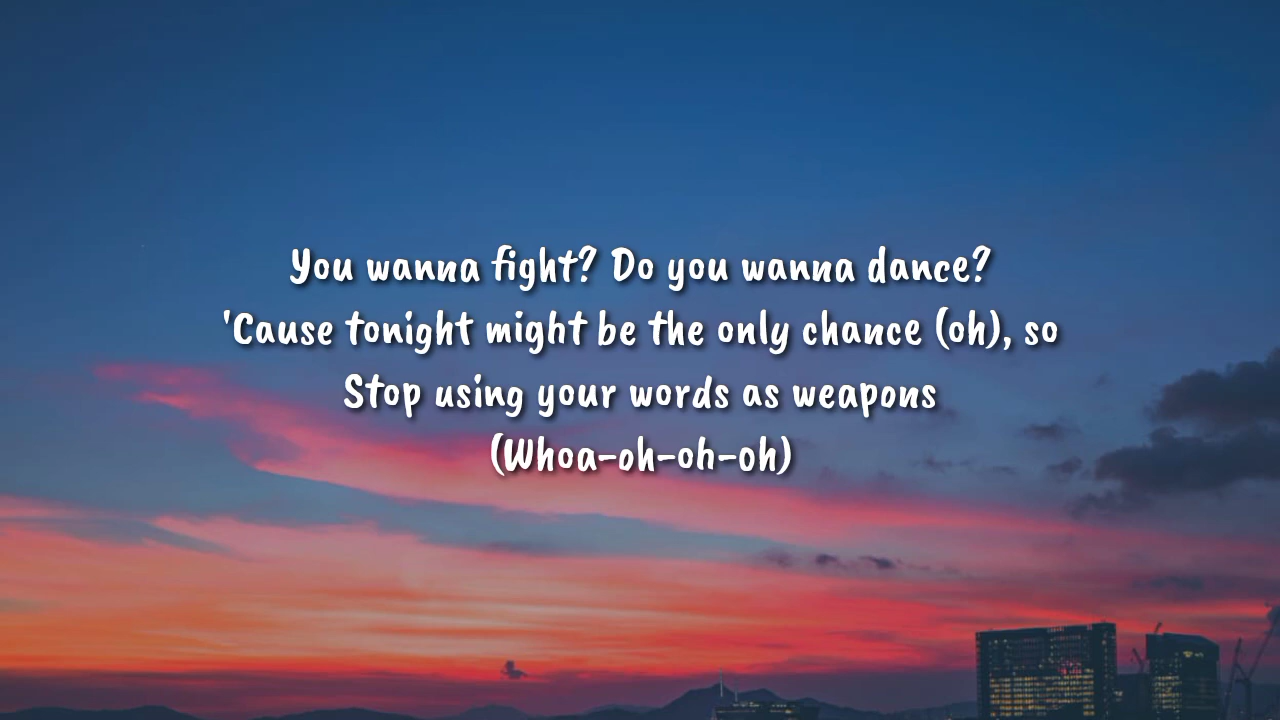 You wanna fight? Do you wanna dance?
'Cause tonight might be the only chance (oh), so
Stop using your words as weapons
(Whoa-oh-oh-oh)